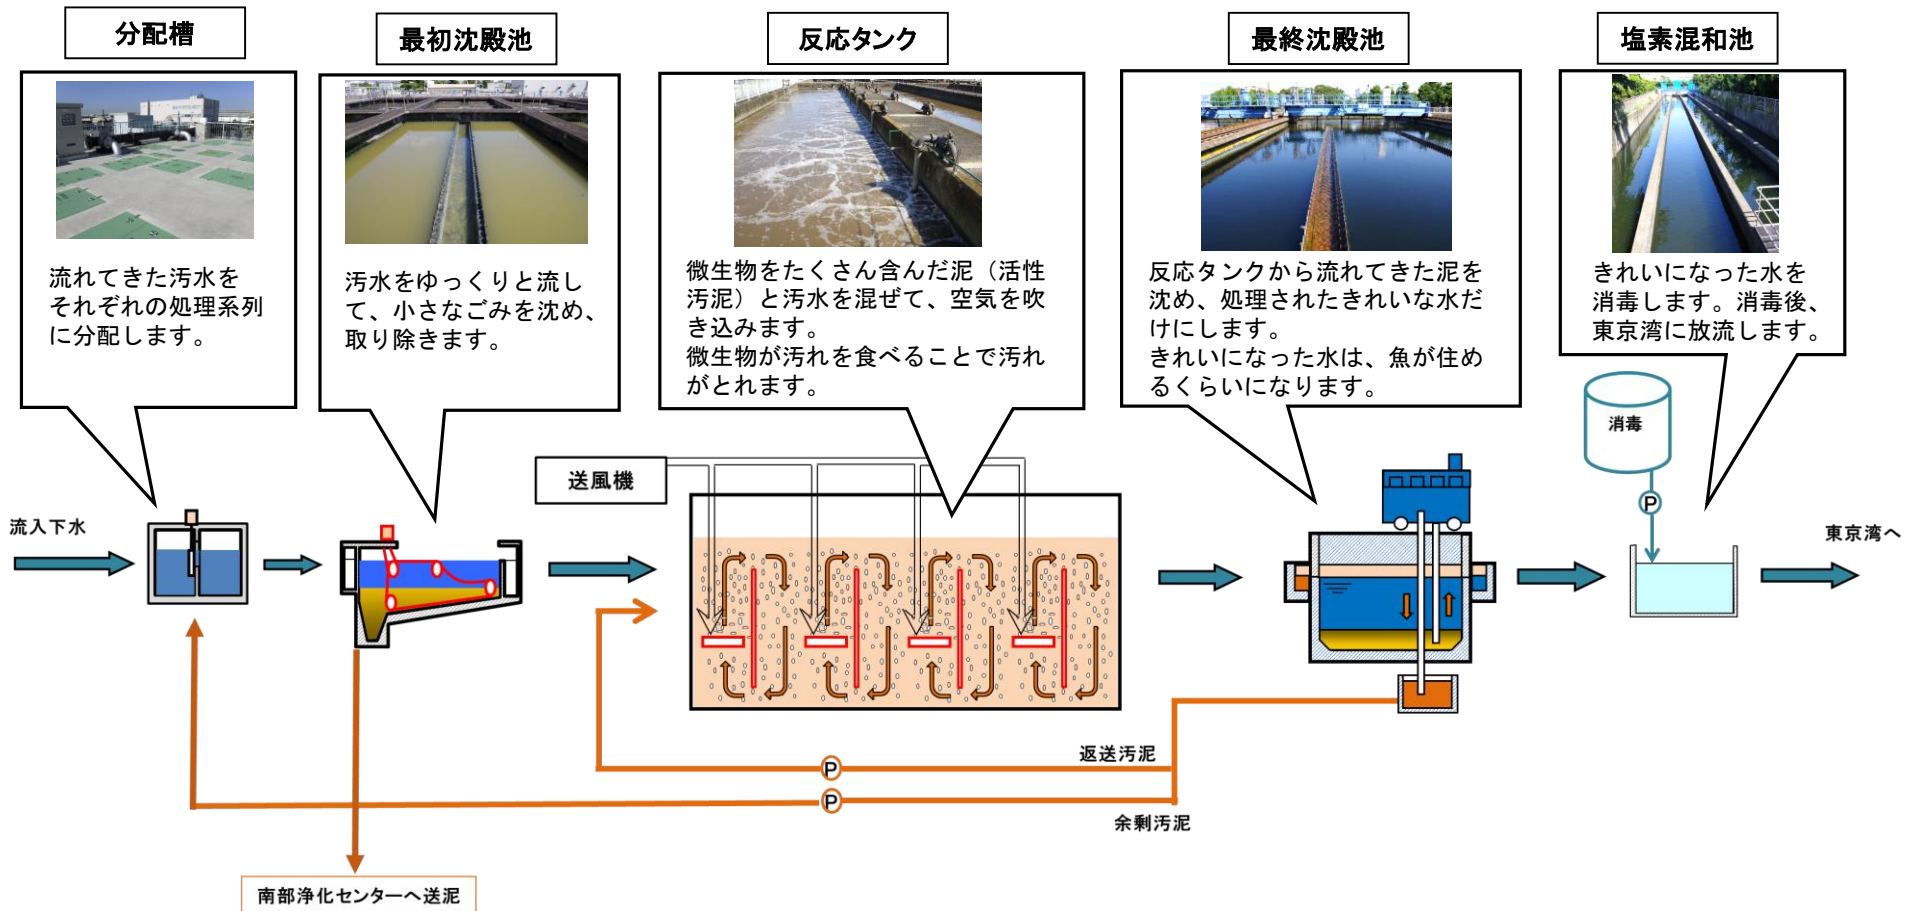 分配槽
最初沈殿池
反応タンク
最終沈殿池
塩素混和池
流れてきた汚水を
それぞれの処理系列
に分配します。
汚水をゆっくりと流し
て、小さなごみを沈め、
取り除きます。
微生物をたくさん含んだ泥（活性
汚泥）と汚水を混ぜて、空気を吹
き込みます。
微生物が汚れを食べることで汚れ
がとれます。
反応タンクから流れてきた泥を
沈め、処理されたきれいな水だ
けにします。
きれいになった水は、魚が住め
るくらいになります。
きれいになった水を
消毒します。消毒後、
東京湾に放流します。
消毒
送風機
P
流入下水
東京湾へ
返送汚泥
P
P
余剰汚泥
南部浄化センターへ送泥